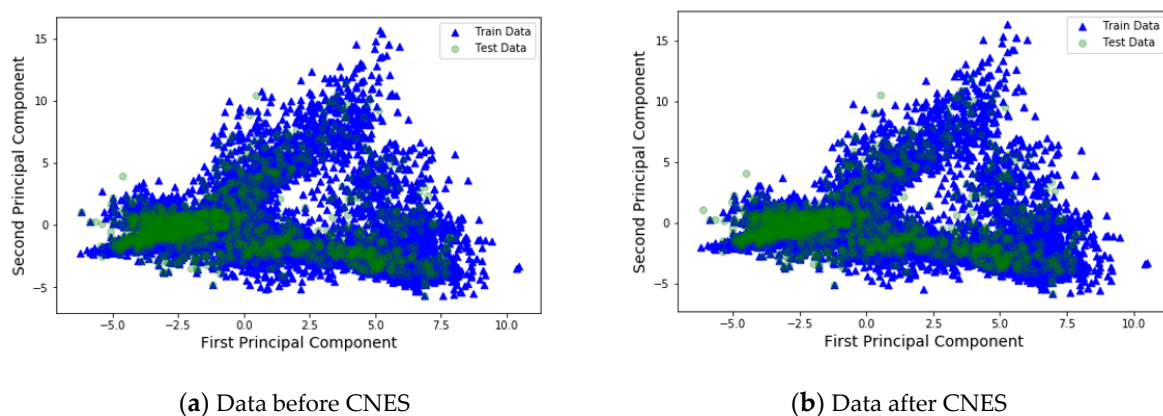 Train Data
Test Data
15
10
5
0
−5
Second Principal Component
−5.0 −2.5 0.0 2.5 5.0 7.5 10.0
First Principal Component
(a) Data before CNES
Train Data
Test Data
15
10
5
0
−5
Second Principal Component
−5.0 −2.5 0.0 2.5 5.0 7.5 10.0
First Principal Component
(b) Data after CNES